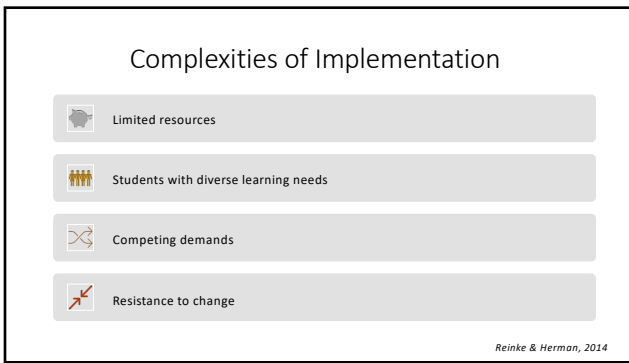 Complexities of Implementation
Limited resources
Students with diverse learning needs
Competing demands
Resistance to change
Reinke & Herman, 2014